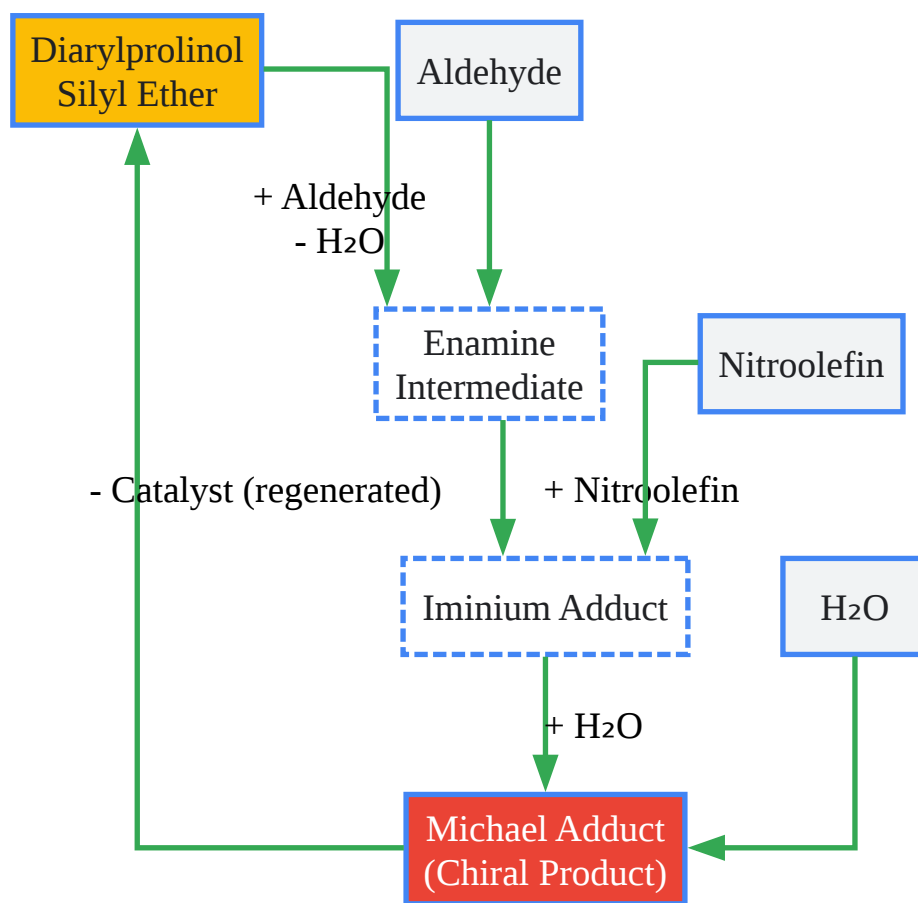 Diarylprolinol
Silyl Ether
Aldehyde
+ Aldehyde
- H₂O
Enamine
Intermediate
Nitroolefin
- Catalyst (regenerated)
+ Nitroolefin
Iminium Adduct
H₂O
+ H₂O
Michael Adduct
(Chiral Product)